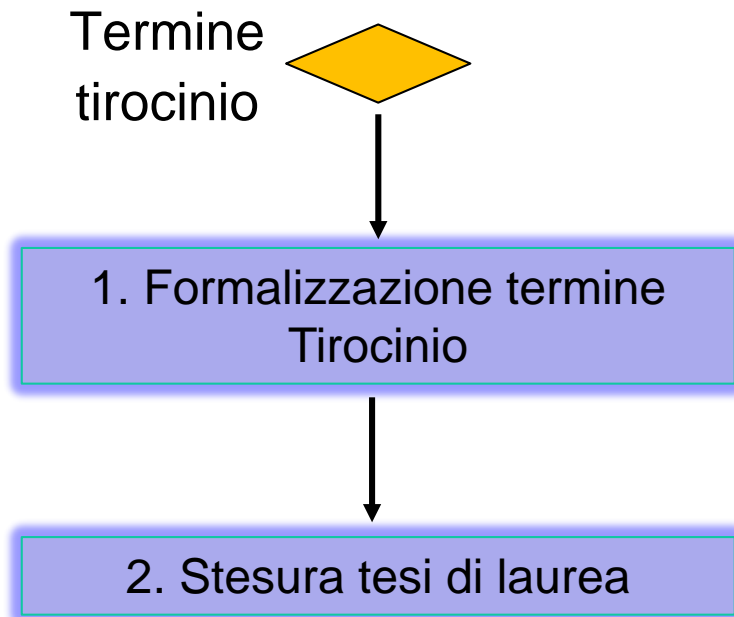 Termine
tirocinio
1. Formalizzazione termine
Tirocinio
2. Stesura tesi di laurea